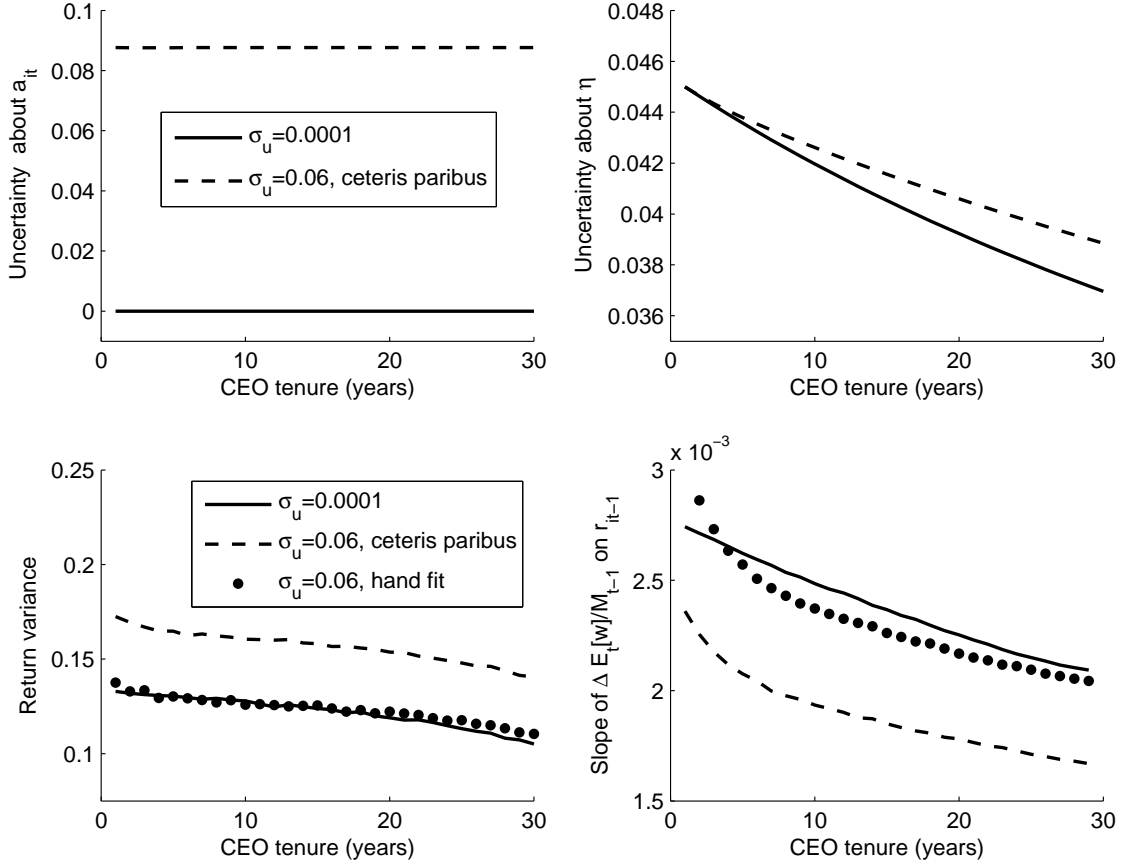 Uncertainty about a_it
0.1
0.08
0.06
0.04
0.02
0
0
10
20
30
CEO tenure (years)
σ_u=0.0001
σ_u=0.06, ceteris paribus
Uncertainty about η
0.048
0.046
0.044
0.042
0.04
0.038
0.036
0
10
20
30
CEO tenure (years)
Return variance
0.25
0.2
0.15
0.1
0
10
20
30
CEO tenure (years)
σ_u=0.0001
σ_u=0.06, ceteris paribus
σ_u=0.06, hand fit
x 10^−3
Slope of Δ E_t[w]/M_t−1 on r_it−1
3
2.5
2
1.5
0
10
20
30
CEO tenure (years)